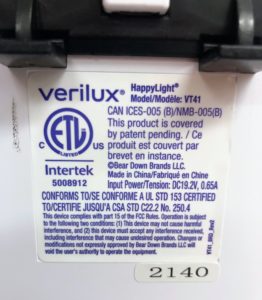 verilux® HappyLight®
Model/Modèle: VT41
CAN ICES-005 (B)/NMB-005(B)
This product is covered
by patent pending. / Ce
produit est couvert par
brevet en instance.
©Bear Down Brands LLC.
Made in China/Fabriqué en Chine
Input Power/Tension: DC19.2V, 0.65A
C ETL US
LISTED
Intertek
5008912
CONFORMS TO/SE CONFORME A UL STD 153 CERTIFIED
TO/CERTIFIE JUSQU'A CSA STD C22.2 No. 250.4
This device complies with part 15 of the FCC Rules. Operation is subject
to the following two conditions: (1) This device may not cause harmful
interference, and (2) this device must accept any interference received,
including interference that may cause undesired operation. Changes or
modifications not expressly approved by Bear Down Brands LLC will
void the user's authority to operate the equipment.
2140